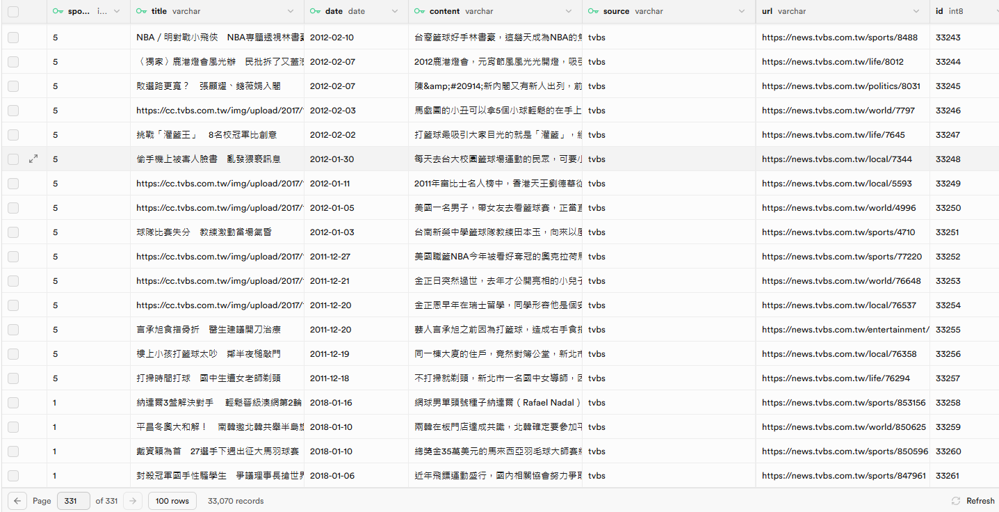 spo... i... title varchar date date content varchar source varchar url varchar id int8
5 NBA／明對戰小飛俠　NBA專題透視林書豪 2012-02-10 台裔籃球好手林書豪，這幾天成為NBA的焦 tvbs https://news.tvbs.com.tw/sports/8488 33243
5 〈獨家〉鹿港燈會風光辦　民批拆了又蓋浪 2012-02-07 2012鹿港燈會，元宵節風風光光開燈，吸引 tvbs https://news.tvbs.com.tw/life/8012 33244
5 敗選路更寬？　張顯耀、錢薇娟入閣 2012-02-07 陳&amp;#20914;新內閣又有新人出列，前 tvbs https://news.tvbs.com.tw/politics/8031 33245
5 https://cc.tvbs.com.tw/img/upload/2017/ 2012-02-03 馬戲團的小丑可以拿5個小球輕鬆的在手上 tvbs https://news.tvbs.com.tw/world/7797 33246
5 挑戰「灌籃王」　8名校冠軍比創意 2012-02-02 打籃球最吸引大家目光的就是「灌籃」，經 tvbs https://news.tvbs.com.tw/life/7645 33247
5 偷手機上被害人臉書　亂發猥褻訊息 2012-01-30 每天去台大校園籃球場運動的民眾，可要小 tvbs https://news.tvbs.com.tw/local/7344 33248
5 https://cc.tvbs.com.tw/img/upload/2017/ 2012-01-11 2011年富比士名人榜中，香港天王劉德華從 tvbs https://news.tvbs.com.tw/local/5593 33249
5 https://cc.tvbs.com.tw/img/upload/2017/ 2012-01-05 美國一名男子，帶女友去看籃球賽，正當直 tvbs https://news.tvbs.com.tw/world/4996 33250
5 球隊比賽失分　教練激動當場氣昏 2012-01-03 台南新榮中學籃球隊教練田本玉，向來以風 tvbs https://news.tvbs.com.tw/sports/4710 33251
5 https://cc.tvbs.com.tw/img/upload/2017/ 2011-12-27 美國職籃NBA今年被看好奪冠的奧克拉荷馬 tvbs https://news.tvbs.com.tw/sports/77220 33252
5 https://cc.tvbs.com.tw/img/upload/2017/ 2011-12-21 金正日突然過世，去年才公開亮相的小兒子 tvbs https://news.tvbs.com.tw/world/76648 33253
5 https://cc.tvbs.com.tw/img/upload/2017/ 2011-12-20 金正恩早年在瑞士留學，同學形容他是個安 tvbs https://news.tvbs.com.tw/local/76537 33254
5 言承旭食指骨折　醫生建議開刀治療 2011-12-20 藝人言承旭之前因為打籃球，造成右手食指 tvbs https://news.tvbs.com.tw/entertainment/ 33255
5 樓上小孩打籃球太吵　鄰半夜槌敲門 2011-12-19 同一棟大廈的住戶，竟然對簿公堂，新北市 tvbs https://news.tvbs.com.tw/local/76358 33256
5 打掃時間打球　國中生遭女老師剃頭 2011-12-18 不打掃就剃頭，新北市一名國中女導師，因 tvbs https://news.tvbs.com.tw/life/76294 33257
1 納達爾3盤解決對手　輕鬆晉級澳網第2輪 2018-01-16 網球男單頭號種子納達爾（Rafael Nadal） tvbs https://news.tvbs.com.tw/sports/853156 33258
1 平昌冬奧大和解！　南韓邀北韓共舉半島旗 2018-01-10 兩韓在板門店達成共識，北韓確定要參加平 tvbs https://news.tvbs.com.tw/world/850625 33259
1 戴資穎為首　27選手下週出征大馬羽球賽 2018-01-10 總獎金35萬美元的馬來西亞羽毛球大師賽將 tvbs https://news.tvbs.com.tw/sports/850596 33260
1 封殺冠軍國手性騷學生　爭議理事長搶世界 2018-01-06 近年飛鏢運動盛行，國內相關協會努力爭取 tvbs https://news.tvbs.com.tw/sports/847961 33261
Page 331 of 331 100 rows 33,070 records Refresh